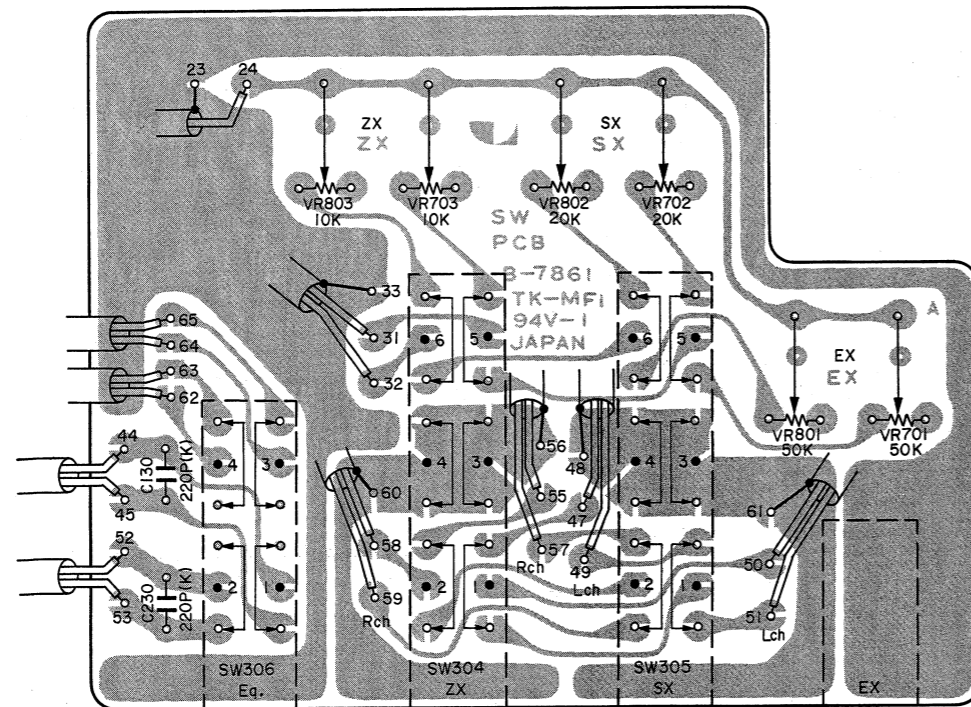 23 24
ZX SX
ZX SX
VR803 VR703 VR802 VR702
10K 10K 20K 20K
SW
PCB
B-7861
TK-MF1
94V-1
JAPAN
33
31
32
6 5 6 5
A
EX
EX
VR801 VR701
50K 50K
65
64
63
62
44
45
C130
220P(K)
4 3
52
53
C230
220P(K)
2 1
SW306
Eq.
60
58
59
Rch
4 3
2 1
SW304
ZX
56
55
57
Rch
48
47
49
Lch
4 3
2 1
SW305
SX
61
50
51
Lch
EX